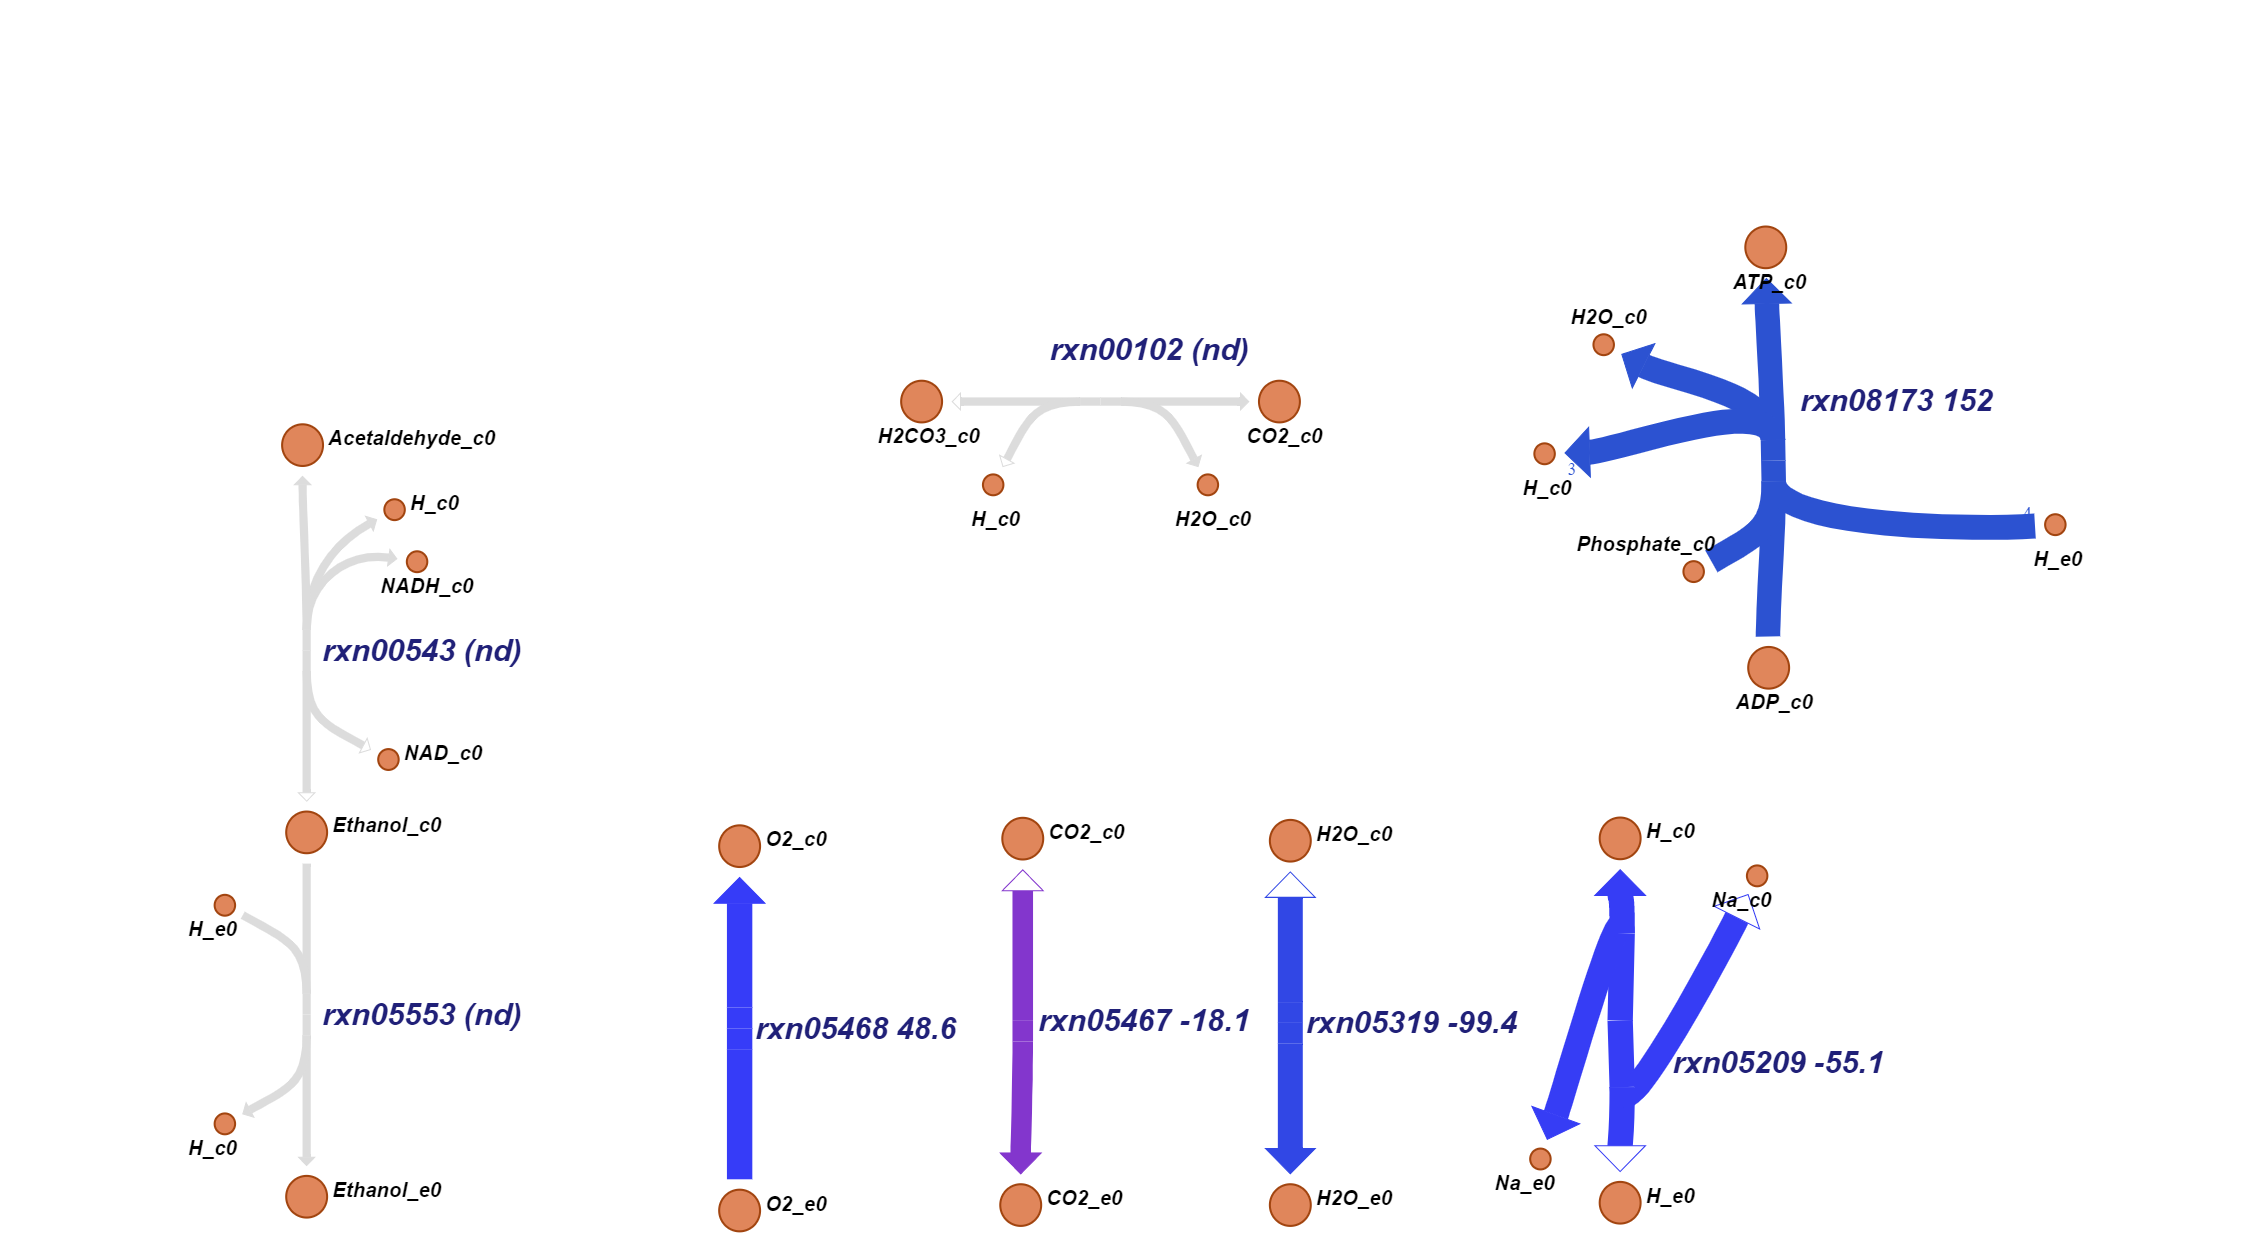 ATP_c0
H2O_c0
rxn00102 (nd)
rxn08173 152
H2CO3_c0
CO2_c0
Acetaldehyde_c0
3
H_c0
H_c0
NADH_c0
H_c0
H2O_c0
4
Phosphate_c0
H_e0
rxn00543 (nd)
ADP_c0
NAD_c0
Ethanol_c0
O2_c0
CO2_c0
H2O_c0
H_c0
Na_c0
H_e0
rxn05553 (nd)
rxn05468 48.6
rxn05467 -18.1
rxn05319 -99.4
rxn05209 -55.1
H_c0
Ethanol_e0
O2_e0
CO2_e0
H2O_e0
Na_e0
H_e0